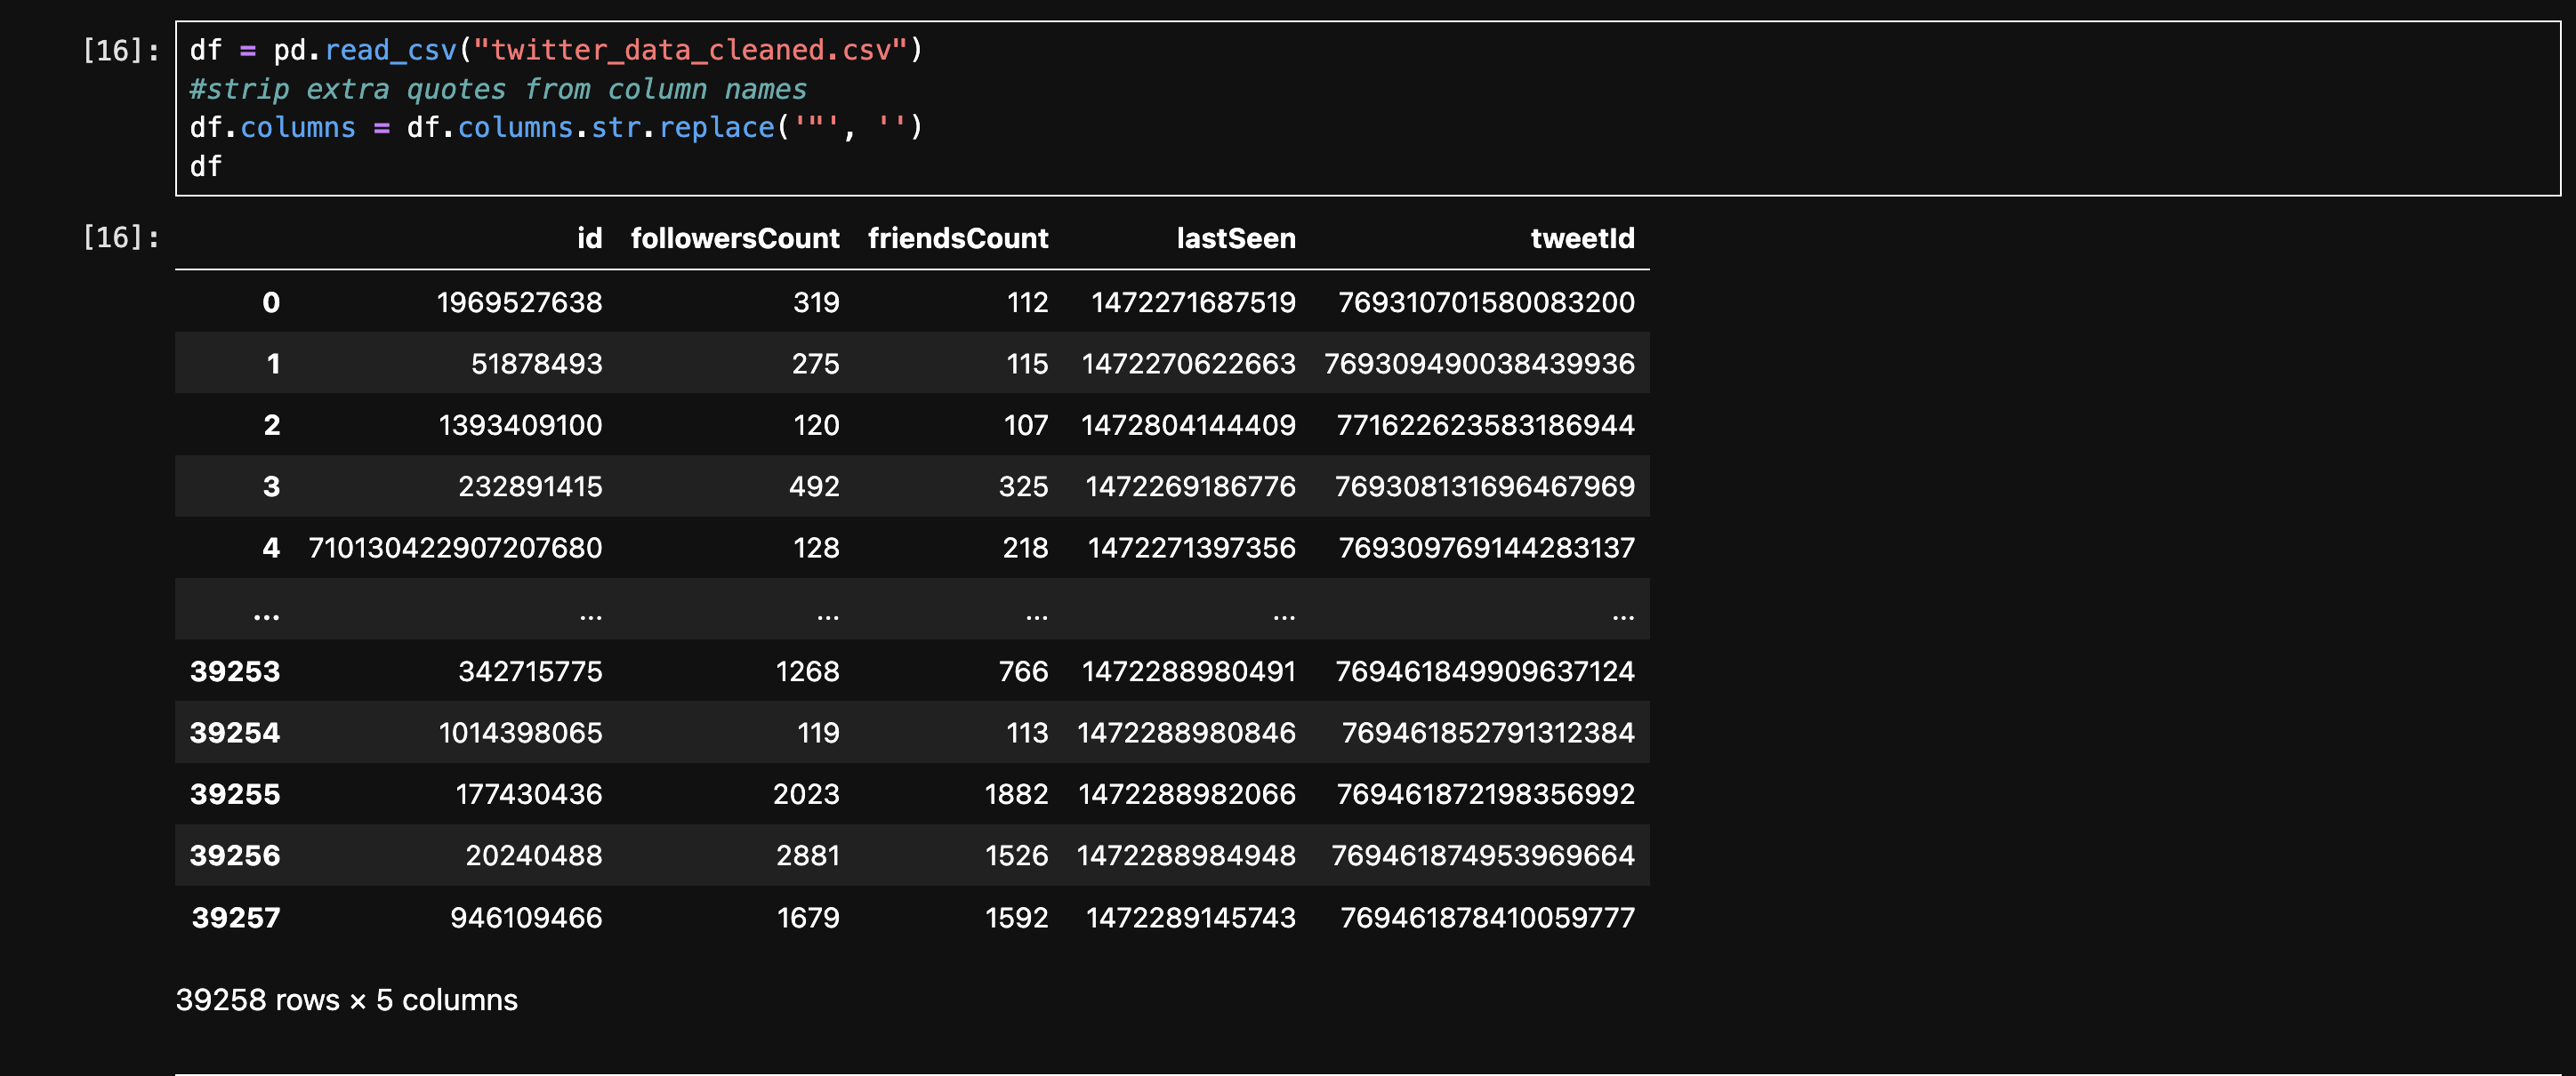 [16]: df = pd.read_csv("twitter_data_cleaned.csv")
#strip extra quotes from column names
df.columns = df.columns.str.replace('"', '')
df
[16]: id followersCount friendsCount lastSeen tweetId
0 1969527638 319 112 1472271687519 769310701580083200
1 51878493 275 115 1472270622663 769309490038439936
2 1393409100 120 107 1472804144409 771622623583186944
3 232891415 492 325 1472269186776 769308131696467969
4 710130422907207680 128 218 1472271397356 769309769144283137
... ... ... ... ... ...
39253 342715775 1268 766 1472288980491 769461849909637124
39254 1014398065 119 113 1472288980846 769461852791312384
39255 177430436 2023 1882 1472288982066 769461872198356992
39256 20240488 2881 1526 1472288984948 769461874953969664
39257 946109466 1679 1592 1472289145743 769461878410059777
39258 rows × 5 columns